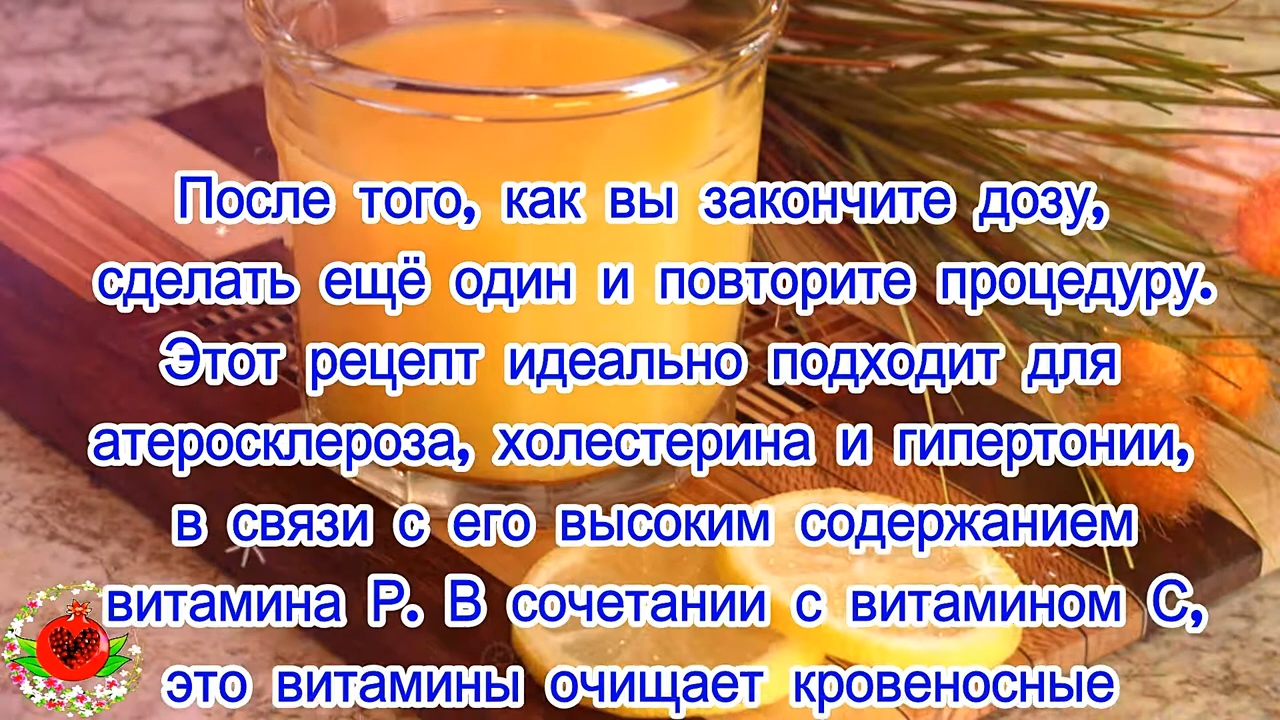 После того, как вы закончите дозу,
сделать ещё один и повторите процедуру.
Этот рецепт идеально подходит для
атеросклероза, холестерина и гипертонии,
в связи с его высоким содержанием
витамина Р. В сочетании с витамином С,
это витамины очищает кровеносные